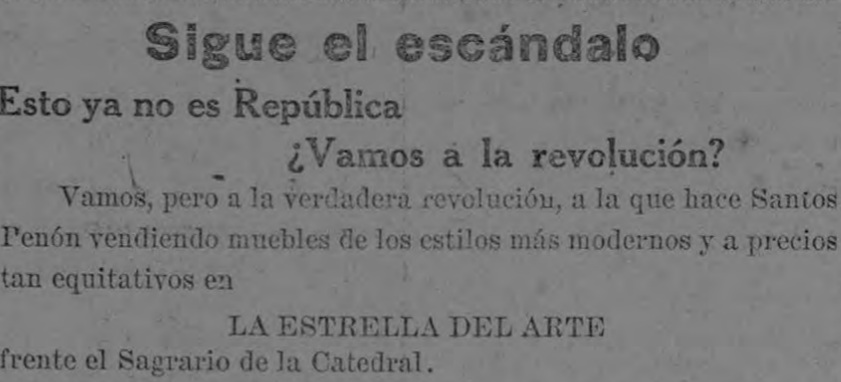 Sigue el escándalo
Esto ya no es República
¿Vamos a la revolución?
Vamos, pero a la verdadera revolución, a la que hace Santos
Penón vendiendo muebles de los estilos más modernos y a precios
tan equitativos en
LA ESTRELLA DEL ARTE
frente el Sagrario de la Catedral.